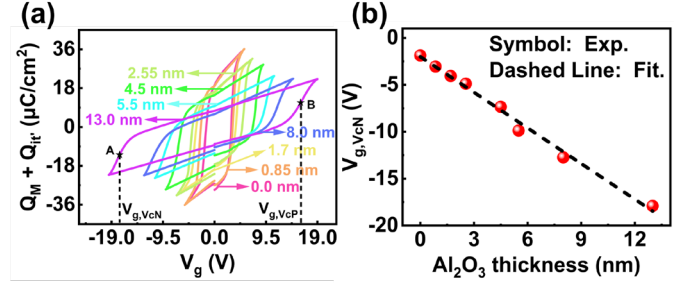 (a)
Q_M + Q_it' (μC/cm²)
36
18
0
-18
-36
2.55 nm
4.5 nm
5.5 nm
13.0 nm
B
A
8.0 nm
1.7 nm
0.85 nm
0.0 nm
V_g,VcN
V_g,VcP
-19.0 -9.5 0.0 9.5 19.0
V_g (V)
(b)
V_g,VcN (V)
0
-5
-10
-15
-20
Symbol: Exp.
Dashed Line: Fit.
0 3 6 9 12
Al₂O₃ thickness (nm)